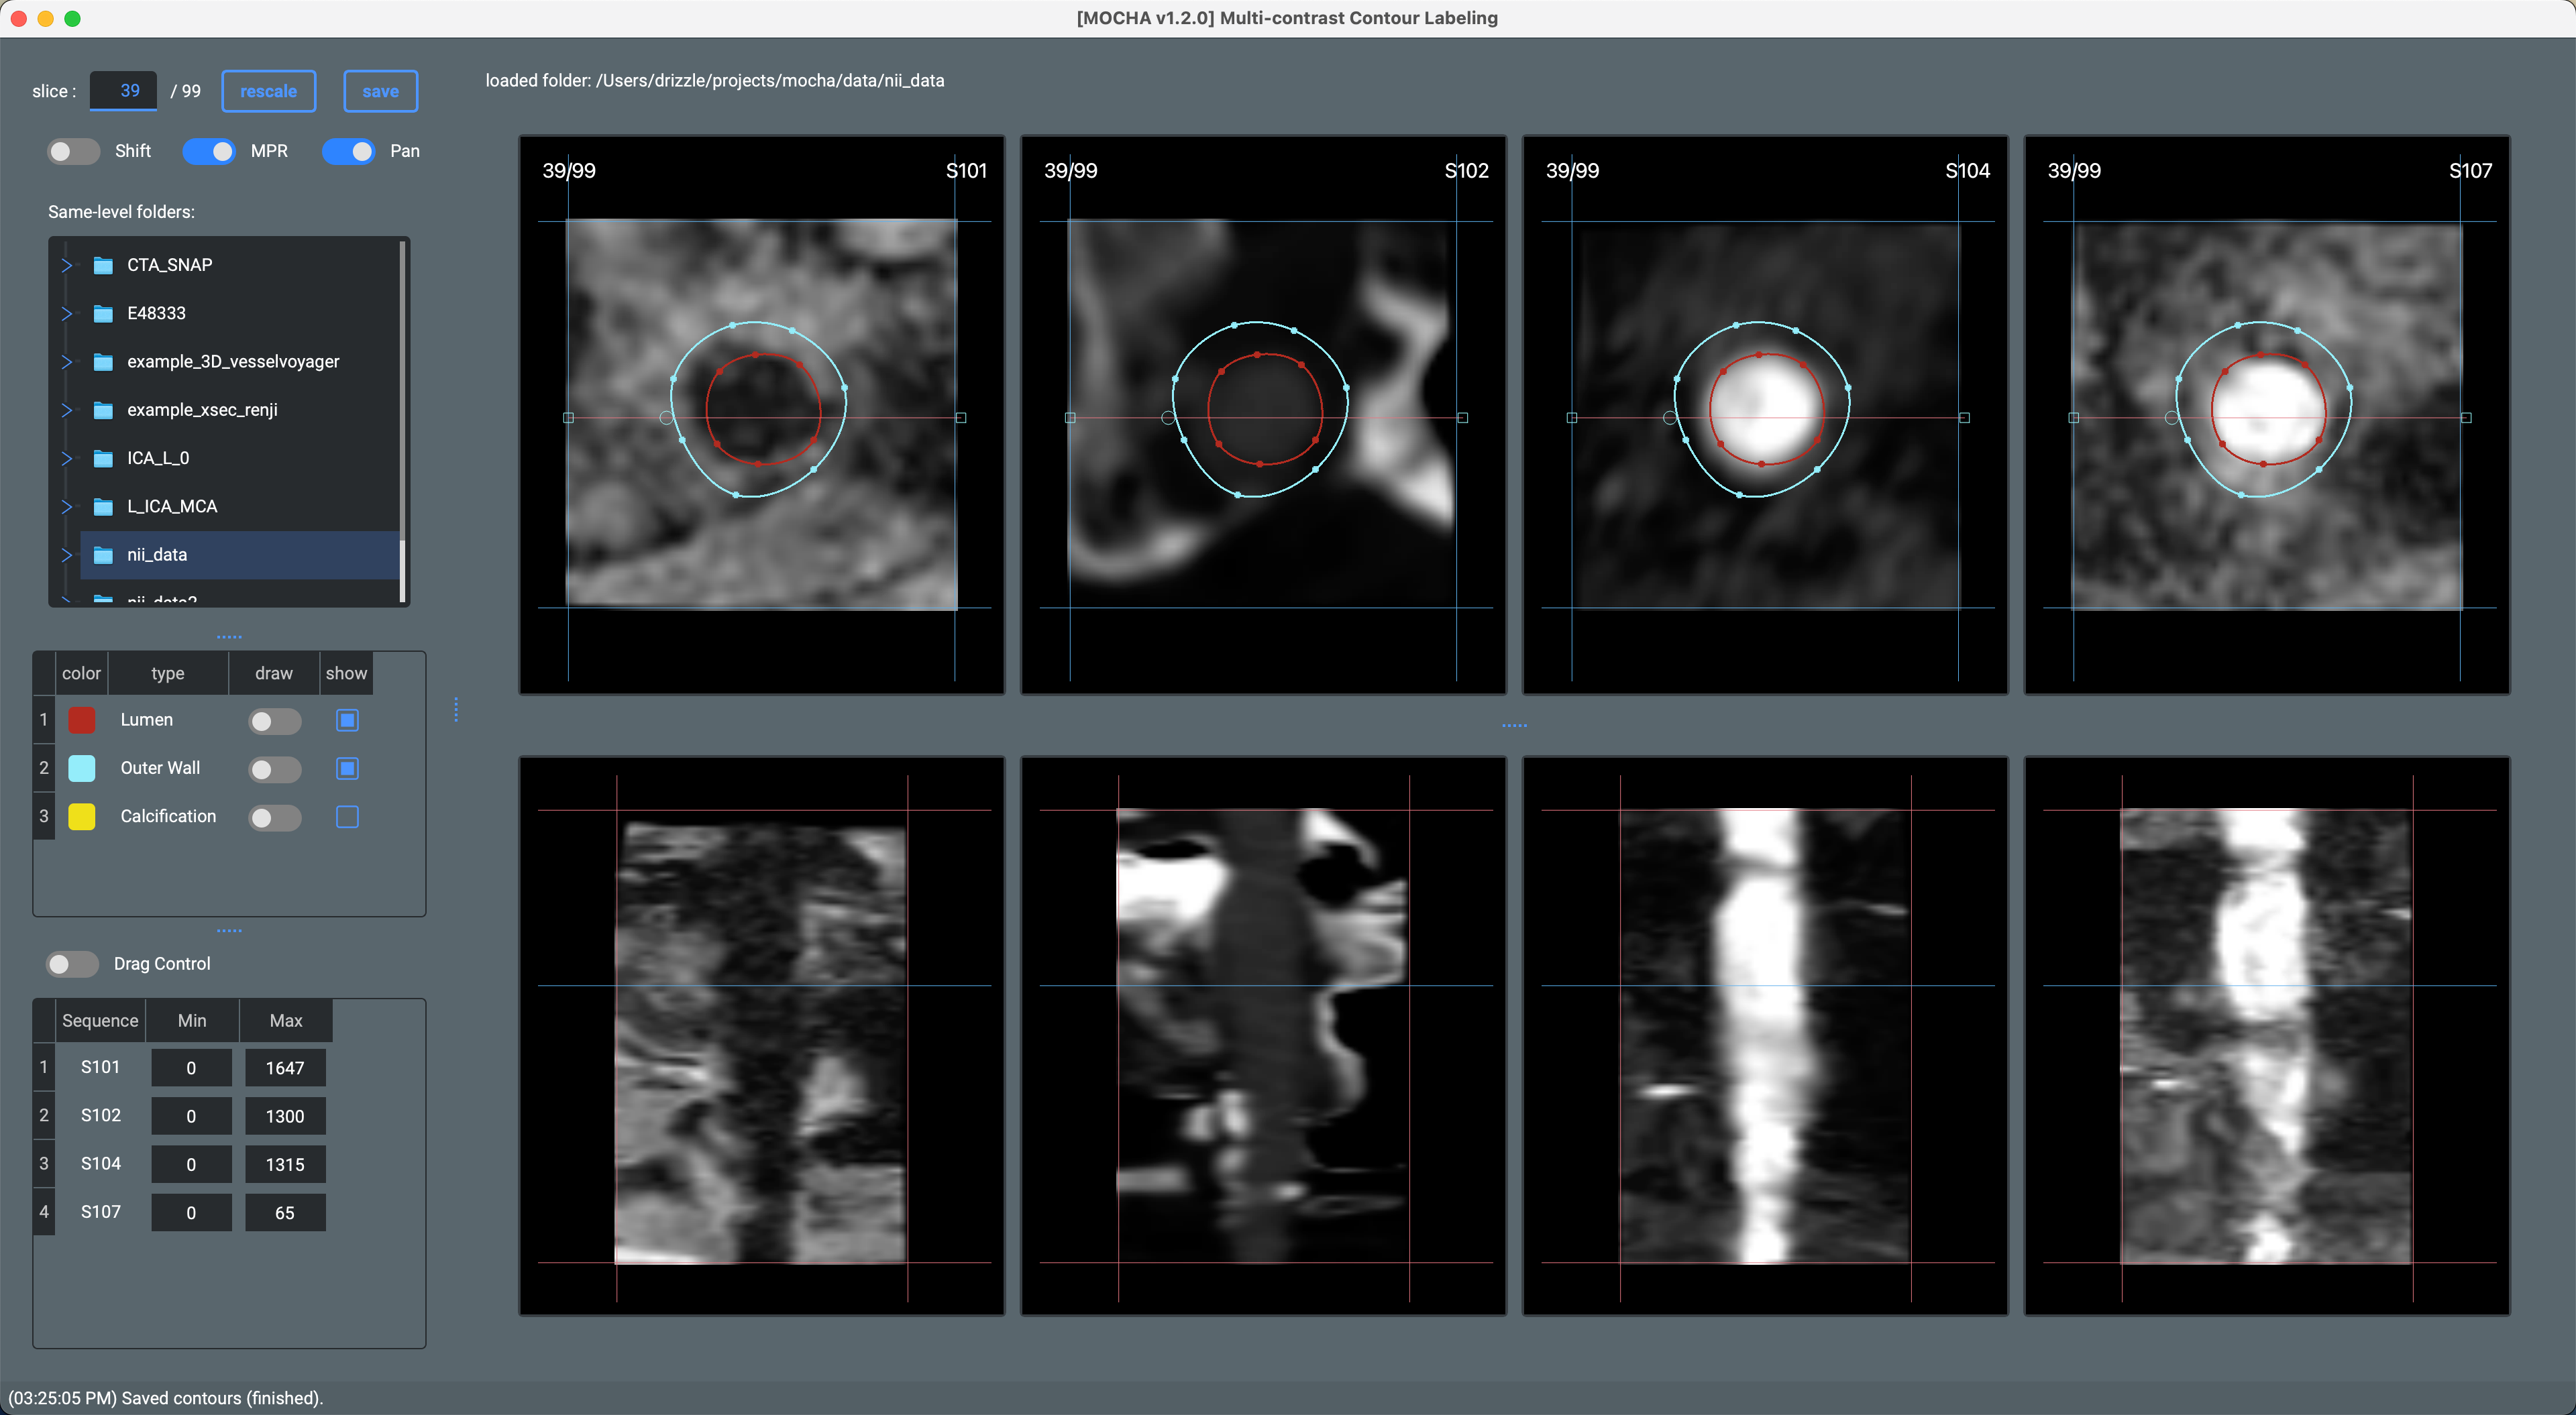 [MOCHA v1.2.0] Multi-contrast Contour Labeling
slice : 39 / 99 rescale save
loaded folder: /Users/drizzle/projects/mocha/data/nii_data
Shift MPR Pan
Same-level folders:
CTA_SNAP
E48333
example_3D_vesselvoyager
example_xsec_renji
ICA_L_0
L_ICA_MCA
nii_data
color type draw show
1 Lumen
2 Outer Wall
3 Calcification
Drag Control
Sequence Min Max
1 S101 0 1647
2 S102 0 1300
3 S104 0 1315
4 S107 0 65
39/99 S101
39/99 S102
39/99 S104
39/99 S107
(03:25:05 PM) Saved contours (finished).